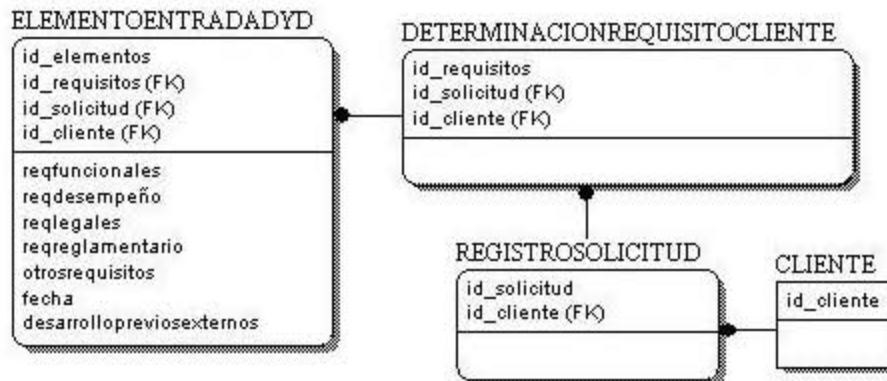 ELEMENTOENTRADADYD
id_elementos
id_requisitos (FK)
id_solicitud (FK)
id_cliente (FK)
reqfuncionales
reqdesempeño
reqlegales
reqreglamentario
otrosrequisitos
fecha
desarrollopreviosexternos
DETERMINACIONREQUISITOCLIENTE
id_requisitos
id_solicitud (FK)
id_cliente (FK)
REGISTROSOLICITUD
id_solicitud
id_cliente (FK)
CLIENTE
id_cliente